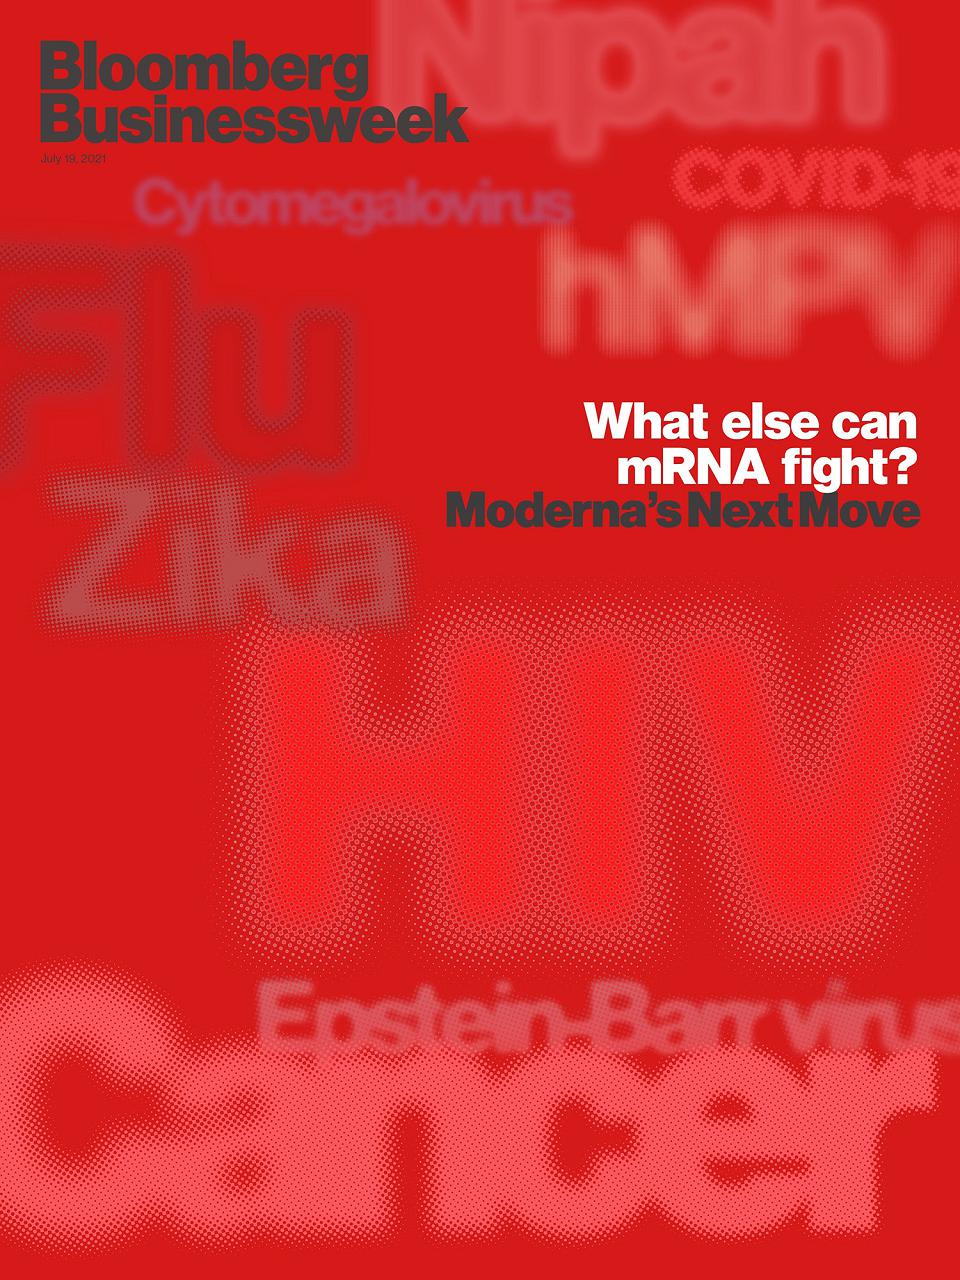 Nipah
Bloomberg
Businessweek
July 19, 2021
COVID-19
Cytomegalovirus
hMPV
Flu
What else can
mRNA fight?
Moderna's Next Move
Zika
HIV
Epstein-Barr virus
Cancer